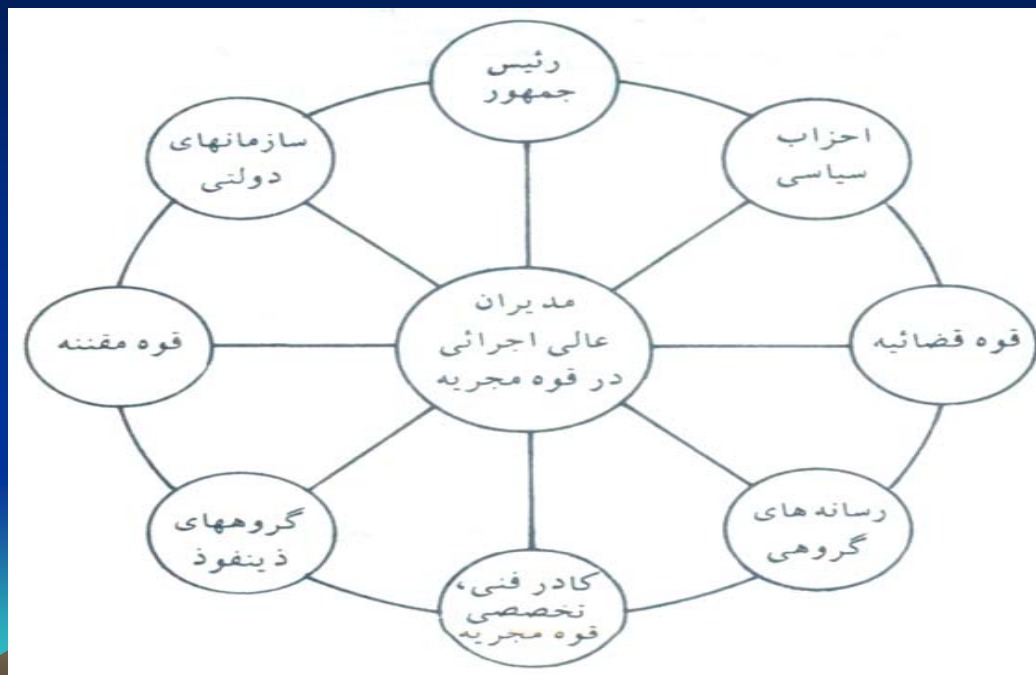 رئیس
جمهور
احزاب
سیاسی
سازمانهای
دولتی
مدیران
عالی اجرائی
در قوه مجریه
قوه قضائیه
قوه مقننه
رسانه‌های
گروهی
گروههای
ذینفوذ
کادر فنی،
تخصصی
قوه مجریه